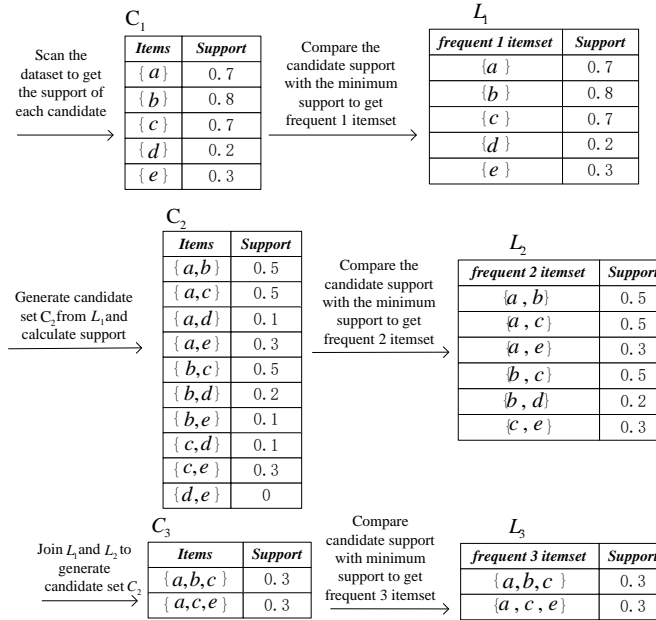 C1
L1
Scan the
dataset to get
the support of
each candidate
Items Support
{a} 0.7
{b} 0.8
{c} 0.7
{d} 0.2
{e} 0.3
Compare the
candidate support
with the minimum
support to get
frequent 1 itemset
frequent 1 itemset Support
{a} 0.7
{b} 0.8
{c} 0.7
{d} 0.2
{e} 0.3
C2
L2
Generate candidate
set C2 from L1 and
calculate support
Items Support
{a,b} 0.5
{a,c} 0.5
{a,d} 0.1
{a,e} 0.3
{b,c} 0.5
{b,d} 0.2
{b,e} 0.1
{c,d} 0.1
{c,e} 0.3
{d,e} 0
Compare the
candidate support
with the minimum
support to get
frequent 2 itemset
frequent 2 itemset Support
{a , b} 0.5
{a , c} 0.5
{a , e} 0.3
{b , c} 0.5
{b , d} 0.2
{c , e} 0.3
C3
L3
Join L1 and L2 to
generate
candidate set C2
Items Support
{a,b,c} 0.3
{a,c,e} 0.3
Compare
candidate support
with minimum
support to get
frequent 3 itemset
frequent 3 itemset Support
{a,b,c} 0.3
{a , c , e} 0.3